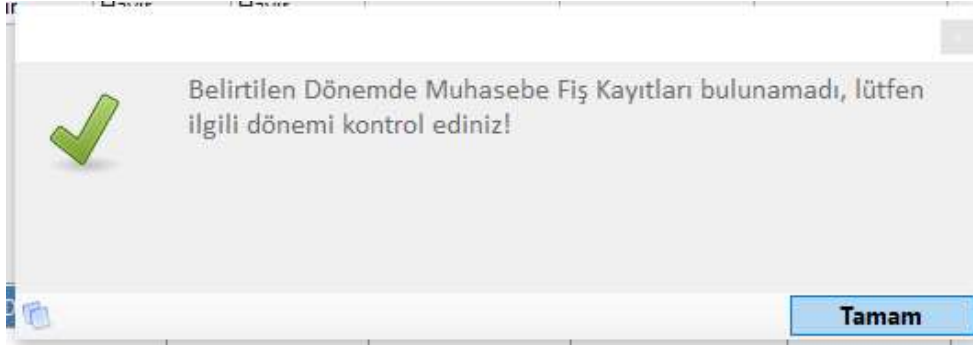 Belirtilen Dönemde Muhasebe Fiş Kayıtları bulunamadı, lütfen
ilgili dönemi kontrol ediniz!
Tamam